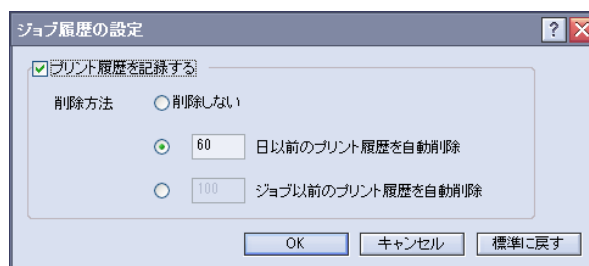 ジョブ履歴の設定
プリント履歴を記録する
削除方法 削除しない
60 日以前のプリント履歴を自動削除
100 ジョブ以前のプリント履歴を自動削除
OK キャンセル 標準に戻す